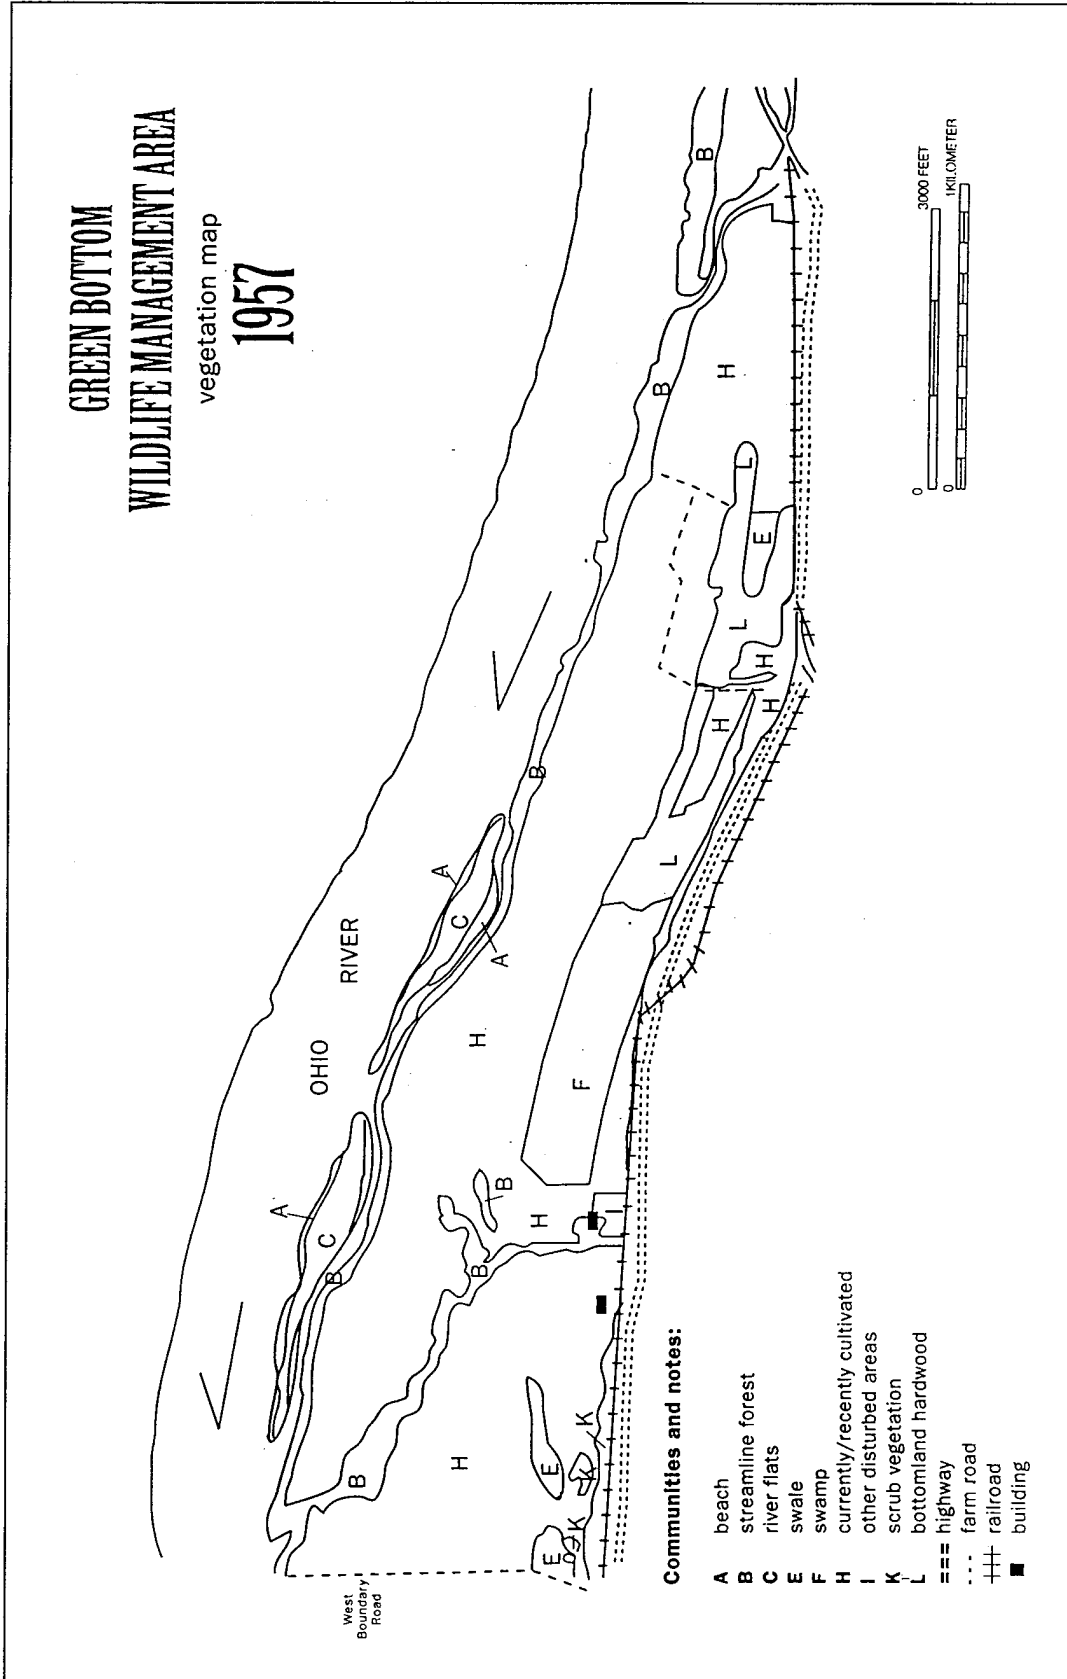 GREEN BOTTOM
WILDLIFE MANAGEMENT AREA
vegetation map
1957
OHIO RIVER
A
C
B
A
C
A
B
B
B
B
H
B
H
B
H
F
L
H
H
H
L
E
L
H
B
E
K
E
K
K
I
West
Boundary
Road
0 3000 FEET
0 1KILOMETER
Communities and notes:
A beach
B streamline forest
C river flats
E swale
F swamp
H currently/recently cultivated
I other disturbed areas
K scrub vegetation
L bottomland hardwood
=== highway
--- farm road
railroad
building